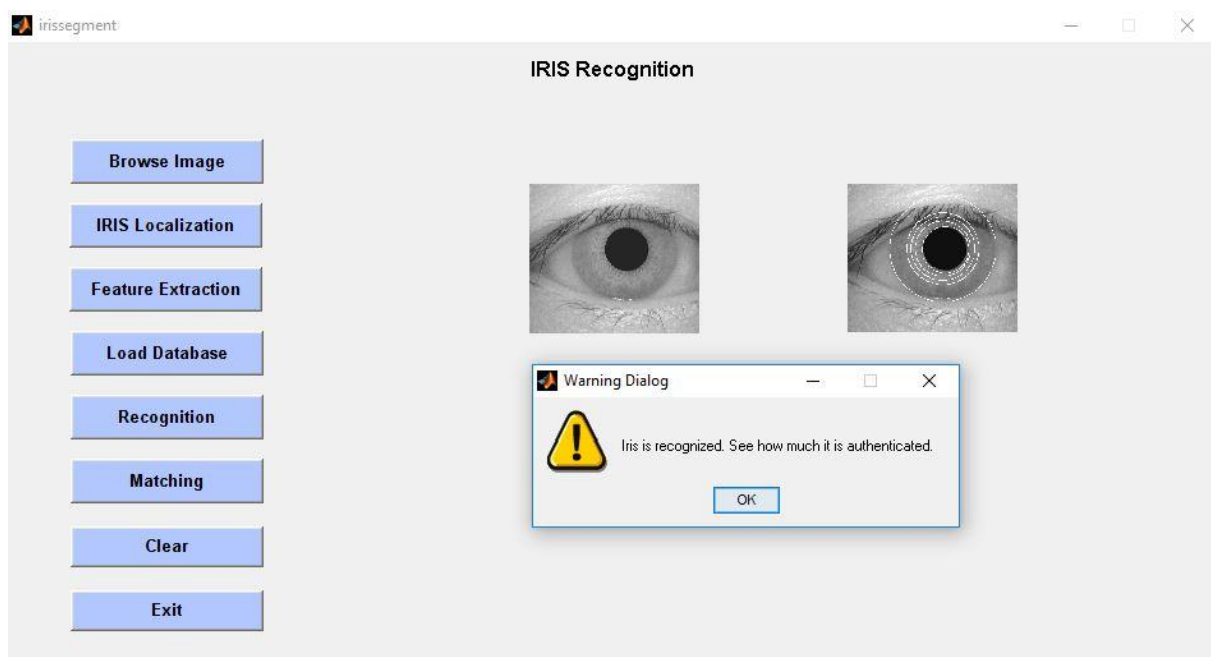 irissegment
IRIS Recognition
Browse Image
IRIS Localization
Feature Extraction
Load Database
Recognition
Matching
Clear
Exit
Warning Dialog
Iris is recognized. See how much it is authenticated.
OK